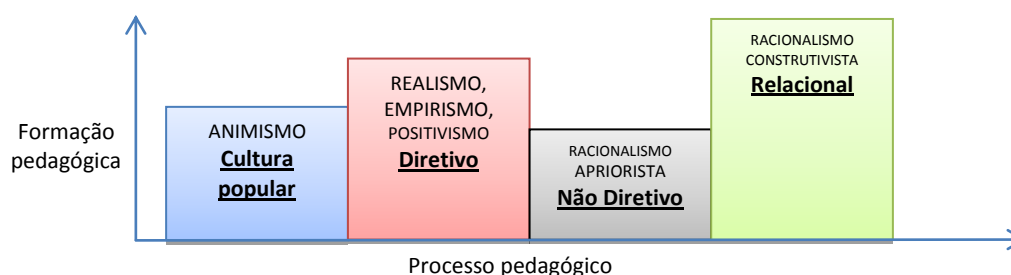 Formação
pedagógica
ANIMISMO
Cultura
popular
REALISMO,
EMPIRISMO,
POSITIVISMO
Diretivo
RACIONALISMO
APRIORISTA
Não Diretivo
RACIONALISMO
CONSTRUTIVISTA
Relacional
Processo pedagógico